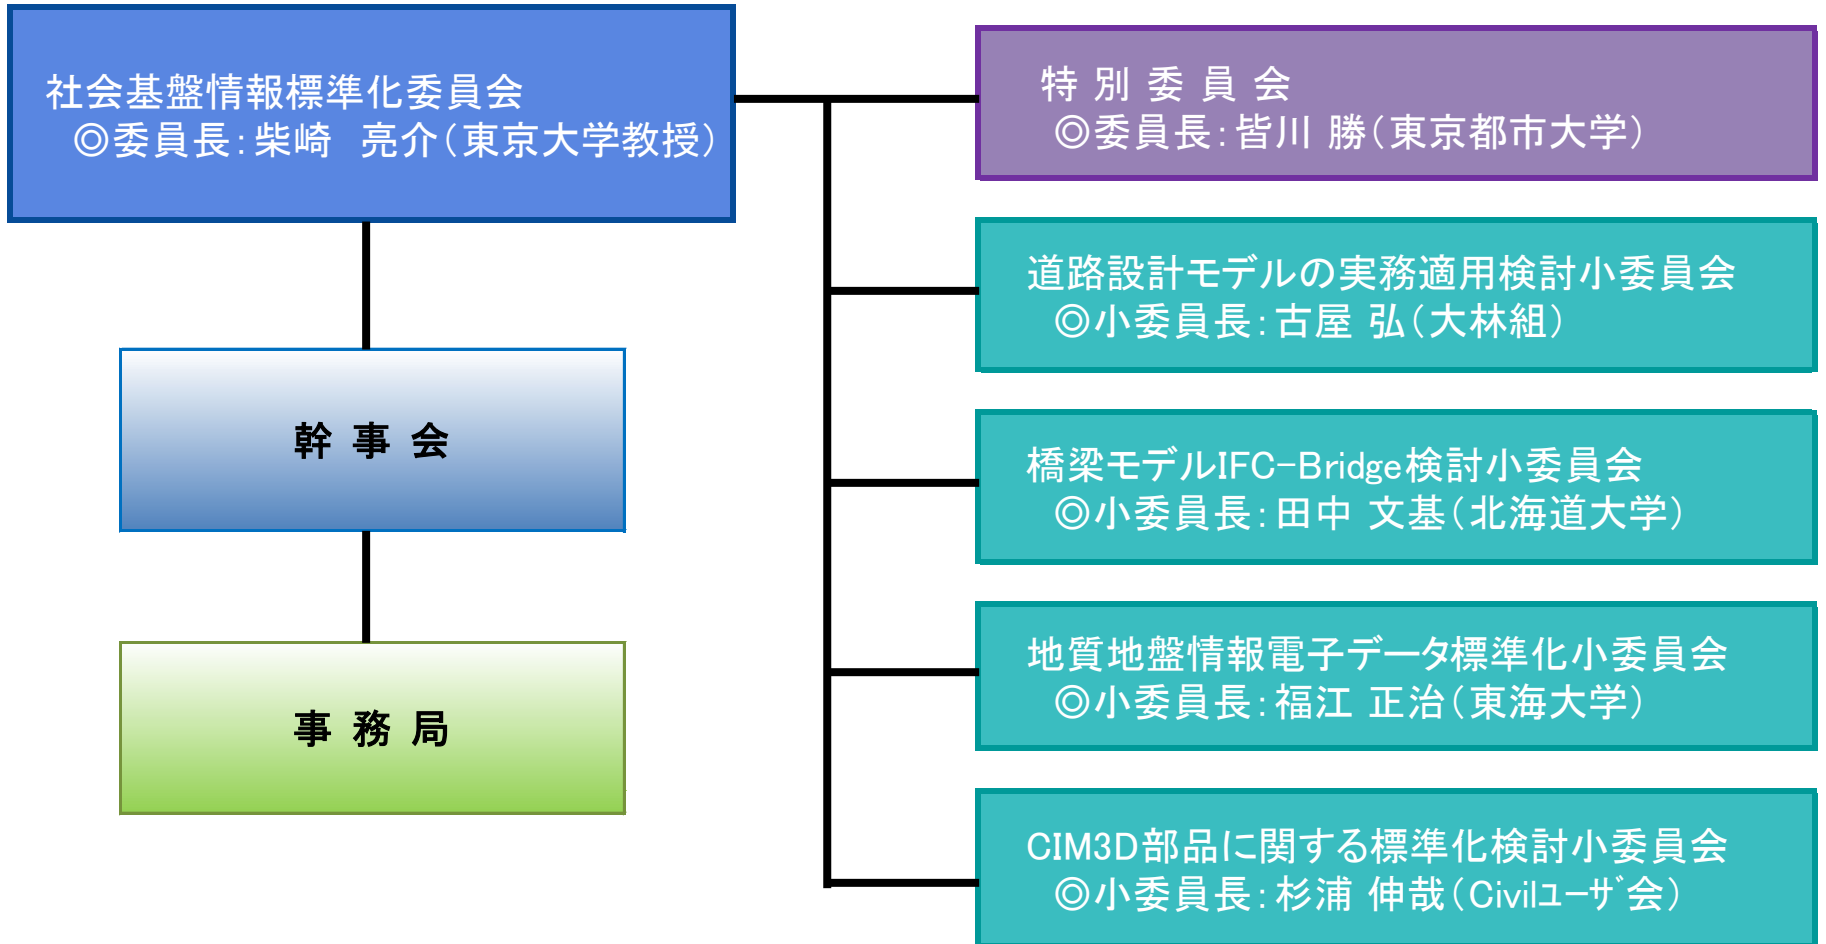 社会基盤情報標準化委員会
◎委員長：柴崎　亮介（東京大学教授）
幹 事 会
事 務 局
特 別 委 員 会
◎委員長：皆川 勝（東京都市大学）
道路設計モデルの実務適用検討小委員会
◎小委員長：古屋 弘（大林組）
橋梁モデルIFC-Bridge検討小委員会
◎小委員長：田中 文基（北海道大学）
地質地盤情報電子データ標準化小委員会
◎小委員長：福江 正治（東海大学）
CIM3D部品に関する標準化検討小委員会
◎小委員長：杉浦 伸哉（Civilﾕｰｻﾞ会）